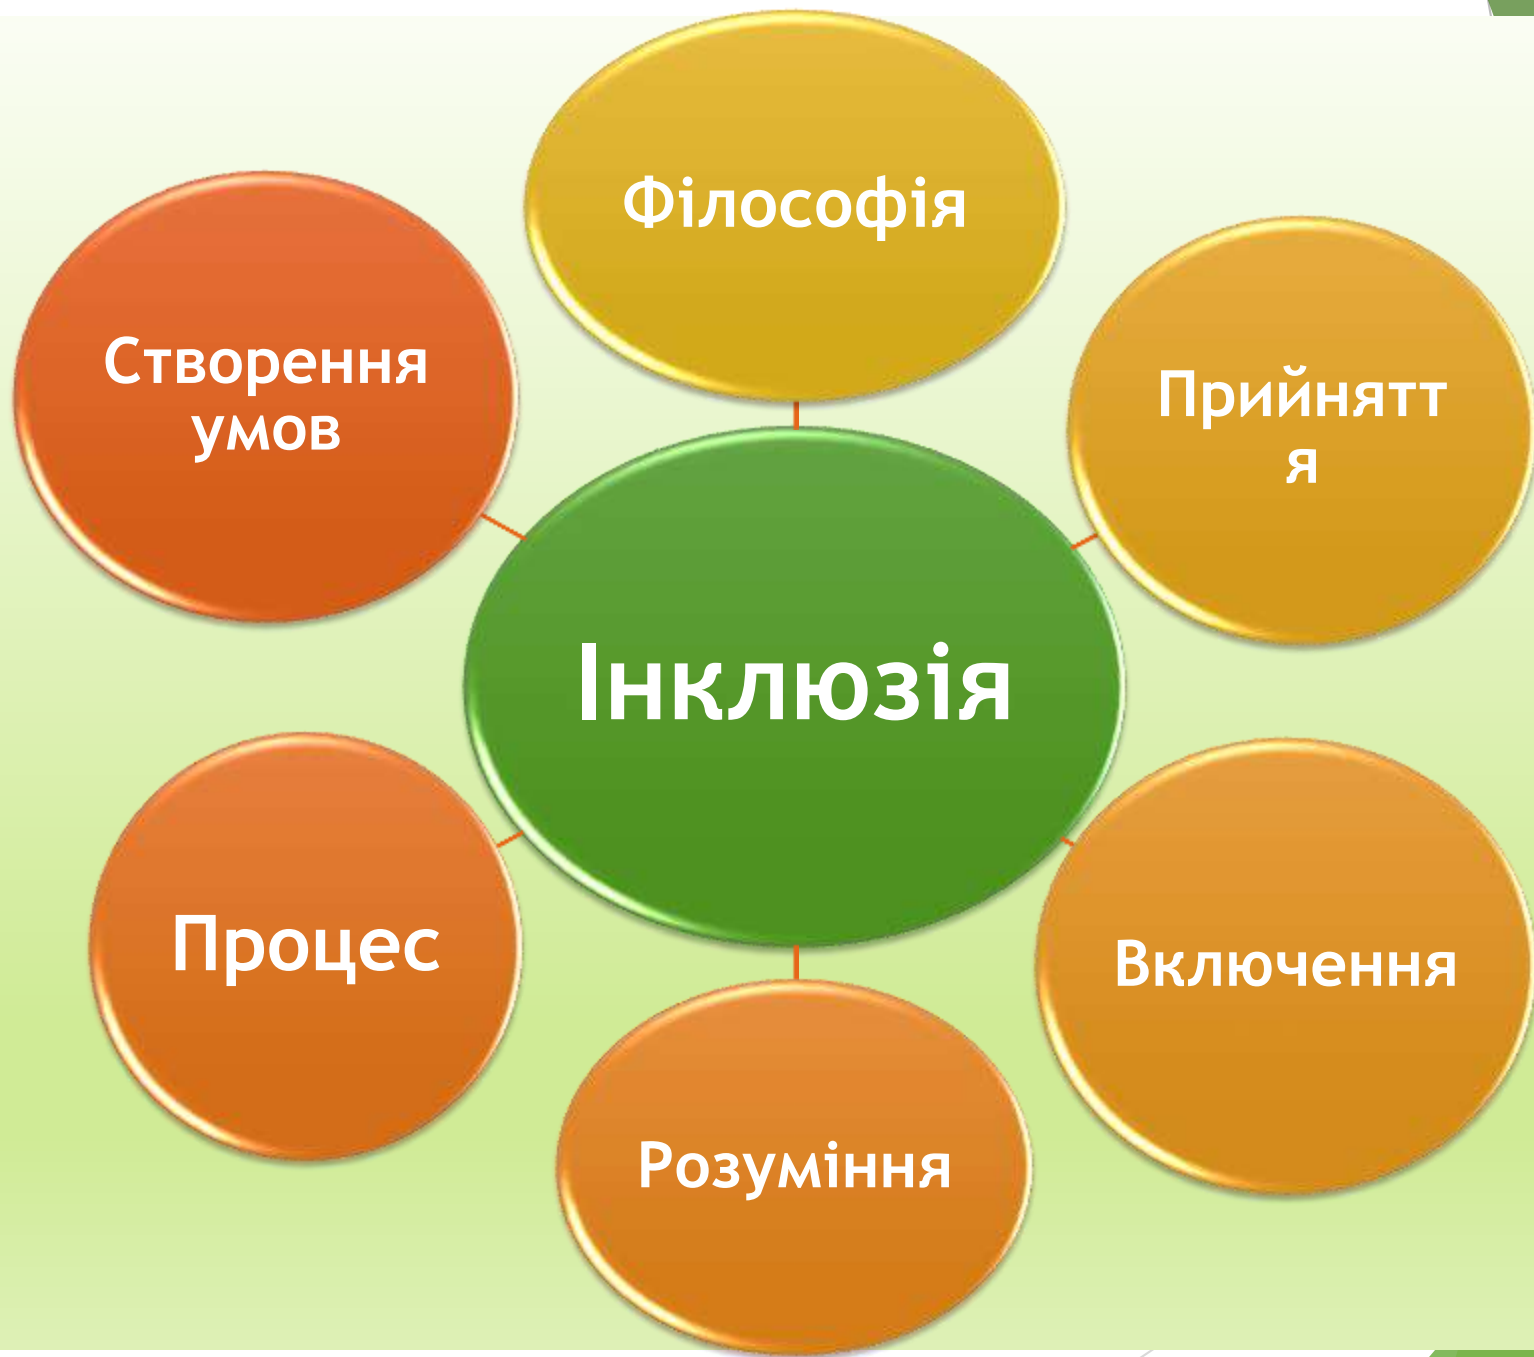 Філософія
Створення
умов
Прийнятт
я
Інклюзія
Процес
Включення
Розуміння